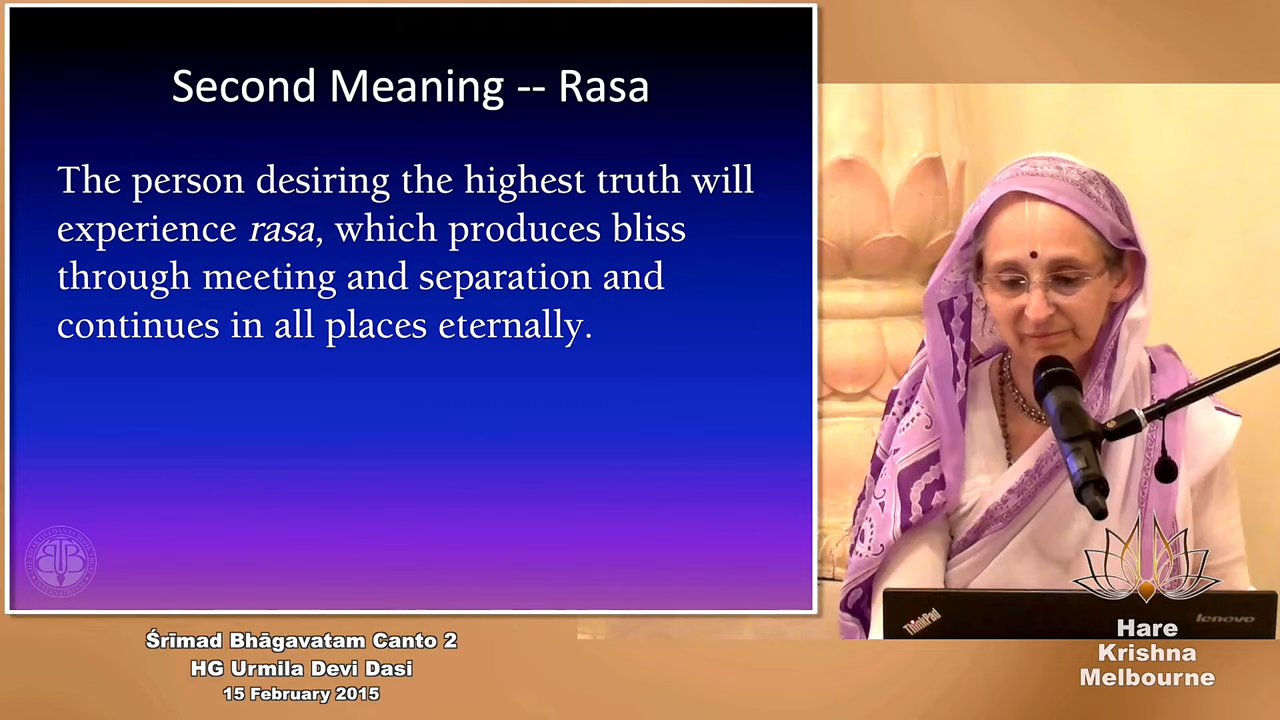 Second Meaning -- Rasa
The person desiring the highest truth will
experience rasa, which produces bliss
through meeting and separation and
continues in all places eternally.
Śrīmad Bhāgavatam Canto 2
HG Urmila Devi Dasi
15 February 2015
ThinkPad
lenovo
Hare
Krishna
Melbourne